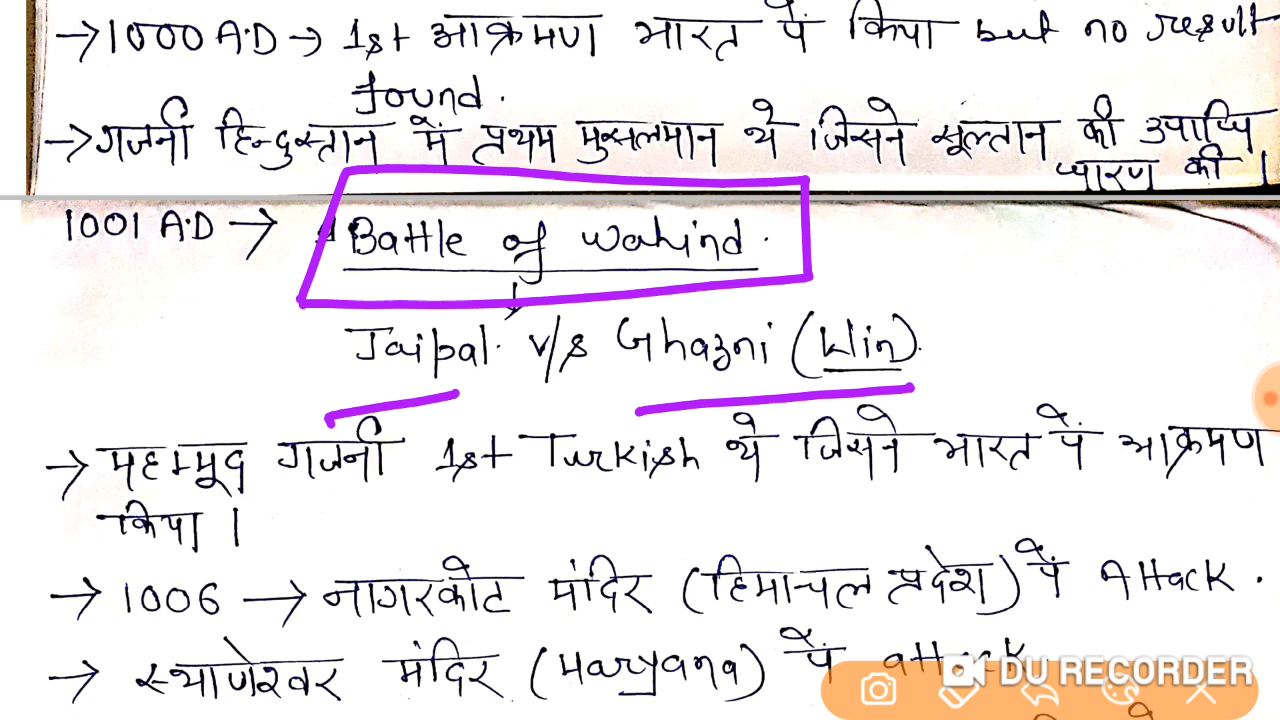 → 1000 A.D → 1st आक्रमण भारत पे किया but no result
found.
→ गजनी हिन्दुस्तान में प्रथम मुसलमान थे जिसने सूल्तान की उपाधि
धारण की।
1001 A.D → Battle of Wahind.
Jaipal v/s Ghazni (Win).
→ महम्मूद गजनी 1st Turkish थे जिसने भारत पे आक्रमण
किया।
→ 1006 → नागरकोट मंदिर (हिमाचल प्रदेश) पे Attack.
→ स्थाणेश्वर मंदिर (Haryana) पे attack
DU RECORDER